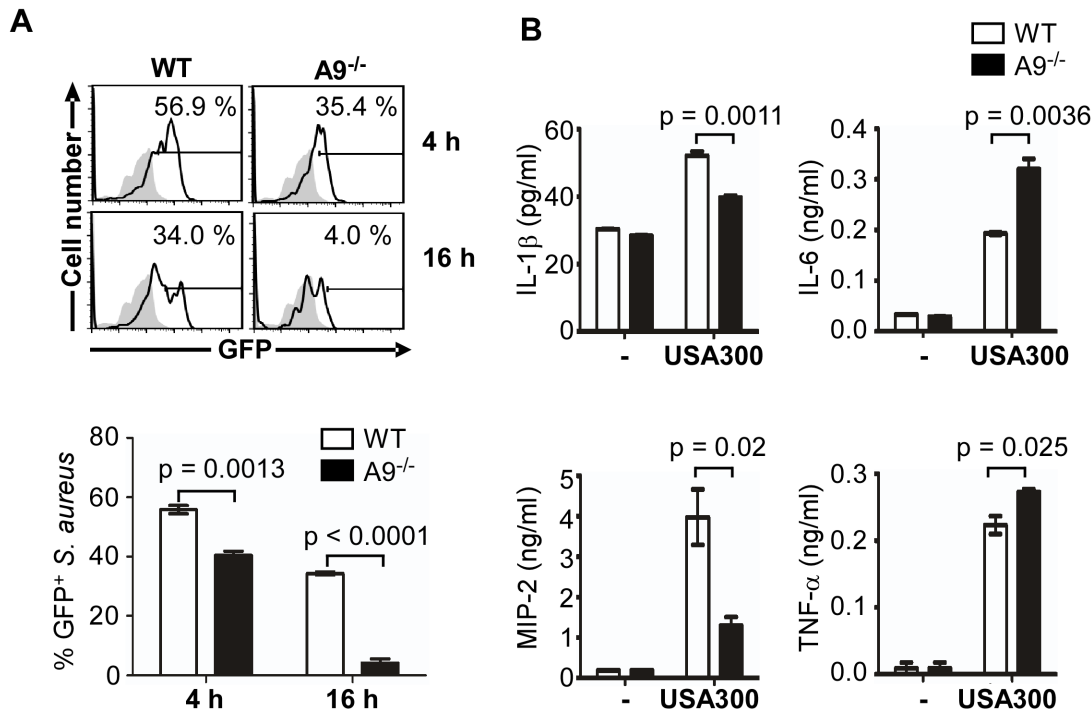 A
WT
A9-/-
56.9 %
35.4 %
4 h
34.0 %
4.0 %
16 h
Cell number
GFP
80
60
40
20
0
% GFP+ S. aureus
WT
A9-/-
p = 0.0013
p < 0.0001
4 h
16 h
B
WT
A9-/-
p = 0.0011
60
40
20
0
IL-1β (pg/ml)
-
USA300
p = 0.0036
0.4
0.3
0.2
0.1
0.0
IL-6 (ng/ml)
-
USA300
p = 0.02
5
4
3
2
1
0
MIP-2 (ng/ml)
-
USA300
p = 0.025
0.3
0.2
0.1
0.0
TNF-α (ng/ml)
-
USA300